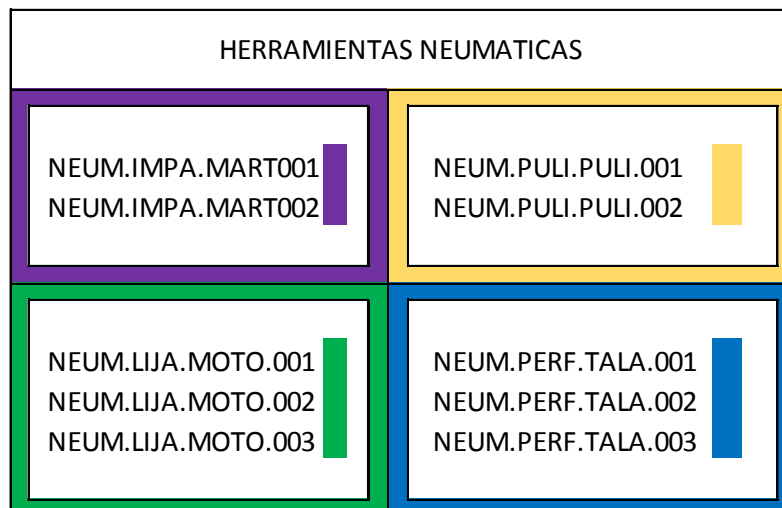 HERRAMIENTAS NEUMATICAS
NEUM.IMPA.MART001
NEUM.IMPA.MART002
NEUM.PULI.PULI.001
NEUM.PULI.PULI.002
NEUM.LIJA.MOTO.001
NEUM.LIJA.MOTO.002
NEUM.LIJA.MOTO.003
NEUM.PERF.TALA.001
NEUM.PERF.TALA.002
NEUM.PERF.TALA.003